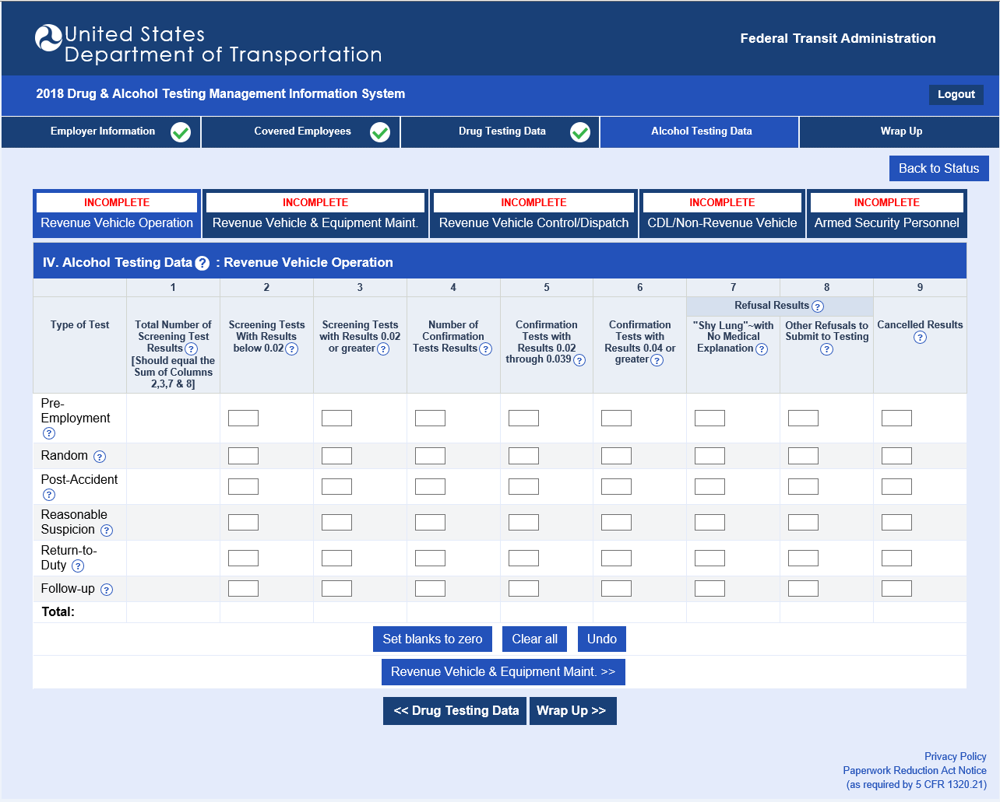 United States
Department of Transportation
Federal Transit Administration
2018 Drug & Alcohol Testing Management Information System
Logout
Employer Information
Covered Employees
Drug Testing Data
Alcohol Testing Data
Wrap Up
Back to Status
INCOMPLETE
Revenue Vehicle Operation
INCOMPLETE
Revenue Vehicle & Equipment Maint.
INCOMPLETE
Revenue Vehicle Control/Dispatch
INCOMPLETE
CDL/Non-Revenue Vehicle
INCOMPLETE
Armed Security Personnel
IV. Alcohol Testing Data ? : Revenue Vehicle Operation
1 2 3 4 5 6 7 8 9
Type of Test
Total Number of
Screening Test
Results ?
[Should equal the
Sum of Columns
2,3,7 & 8]
Screening Tests
With Results
below 0.02 ?
Screening Tests
with Results 0.02
or greater ?
Number of
Confirmation
Tests Results ?
Confirmation
Tests with
Results 0.02
through 0.039 ?
Confirmation
Tests with
Results 0.04 or
greater ?
Refusal Results ?
"Shy Lung"~with
No Medical
Explanation ?
Other Refusals to
Submit to Testing
?
Cancelled Results
?
Pre-
Employment
?
Random ?
Post-Accident
?
Reasonable
Suspicion ?
Return-to-
Duty ?
Follow-up ?
Total:
Set blanks to zero
Clear all
Undo
Revenue Vehicle & Equipment Maint. >>
<< Drug Testing Data
Wrap Up >>
Privacy Policy
Paperwork Reduction Act Notice
(as required by 5 CFR 1320.21)